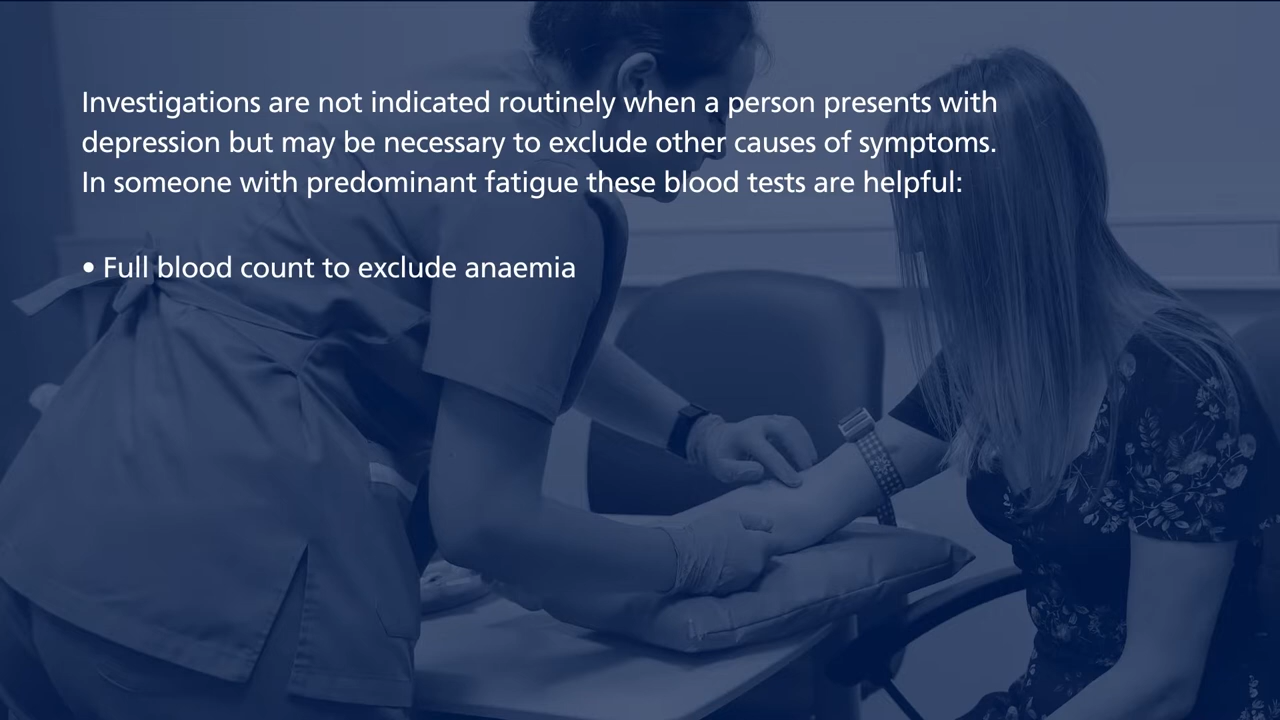 Investigations are not indicated routinely when a person presents with
depression but may be necessary to exclude other causes of symptoms.
In someone with predominant fatigue these blood tests are helpful:
• Full blood count to exclude anaemia